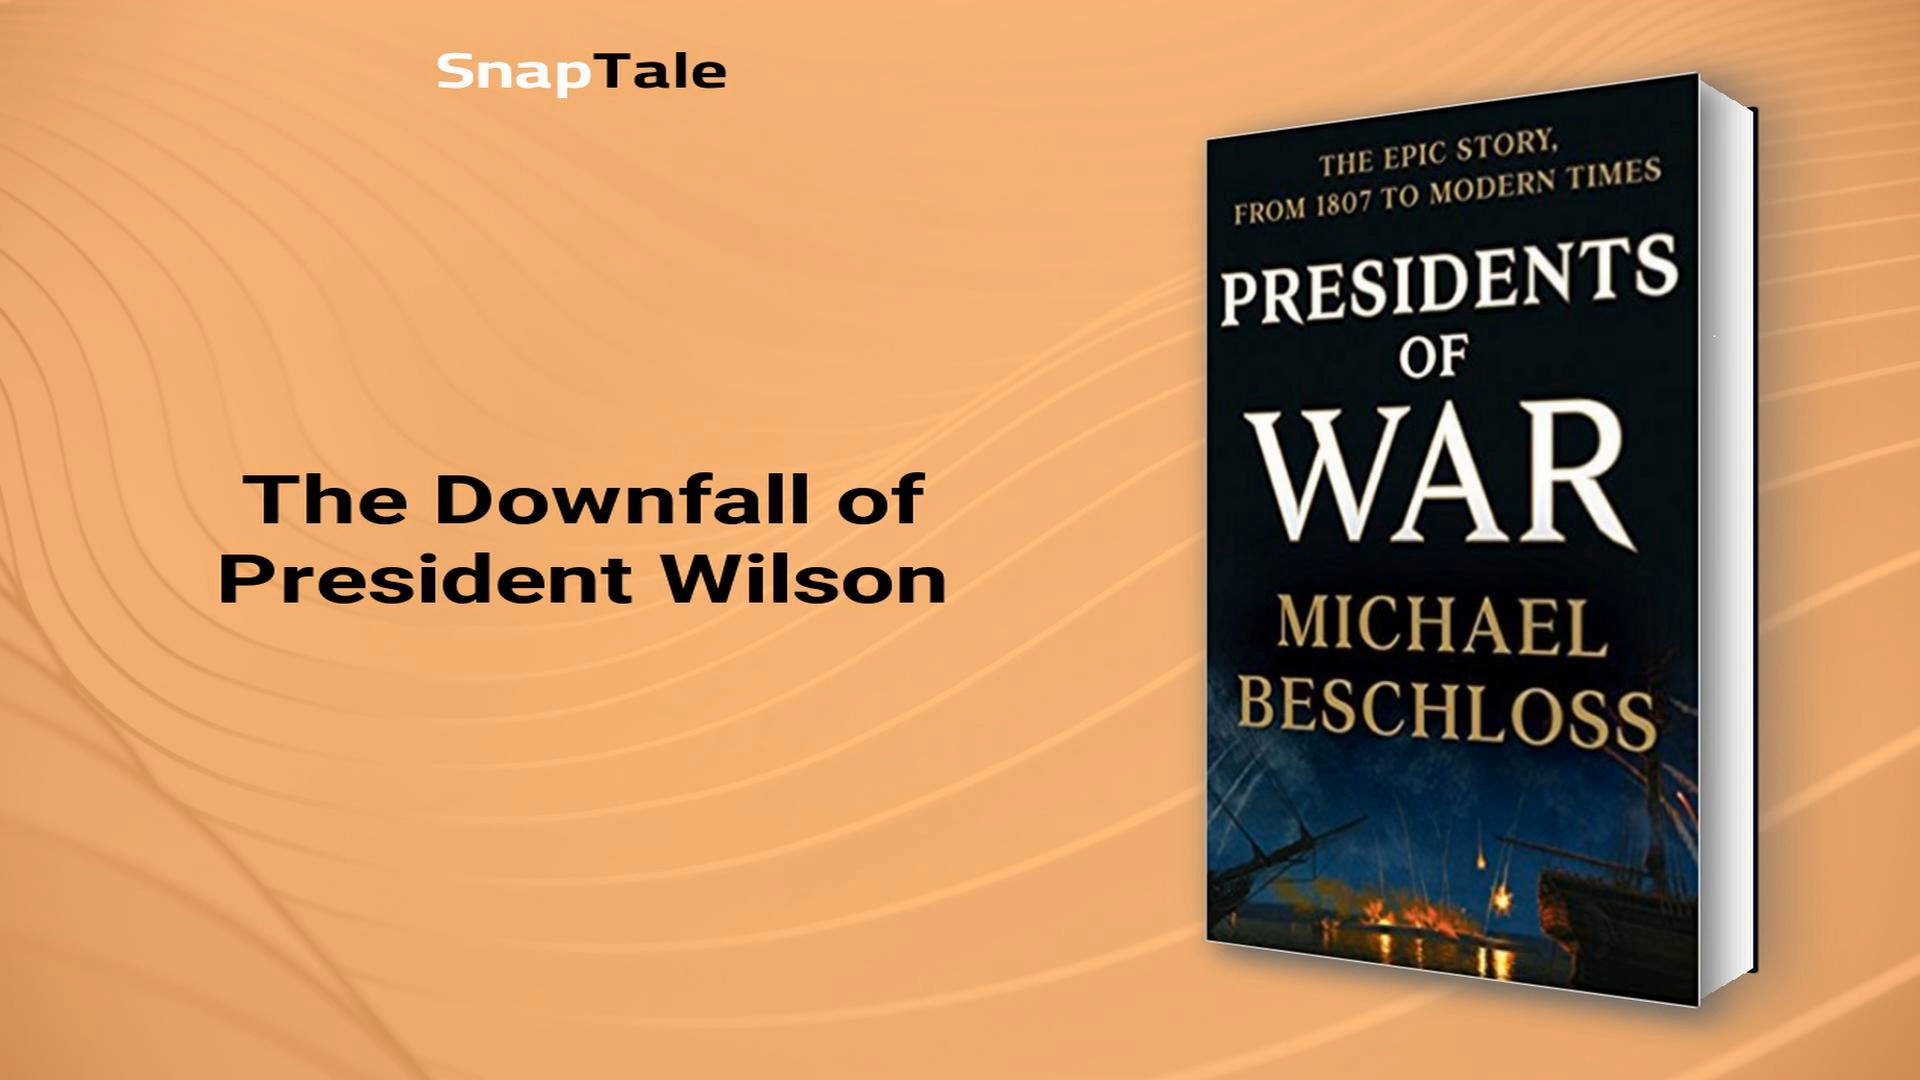 SnapTale
The Downfall of
President Wilson
THE EPIC STORY,
FROM 1807 TO MODERN TIMES
PRESIDENTS
OF
WAR
MICHAEL
BESCHLOSS